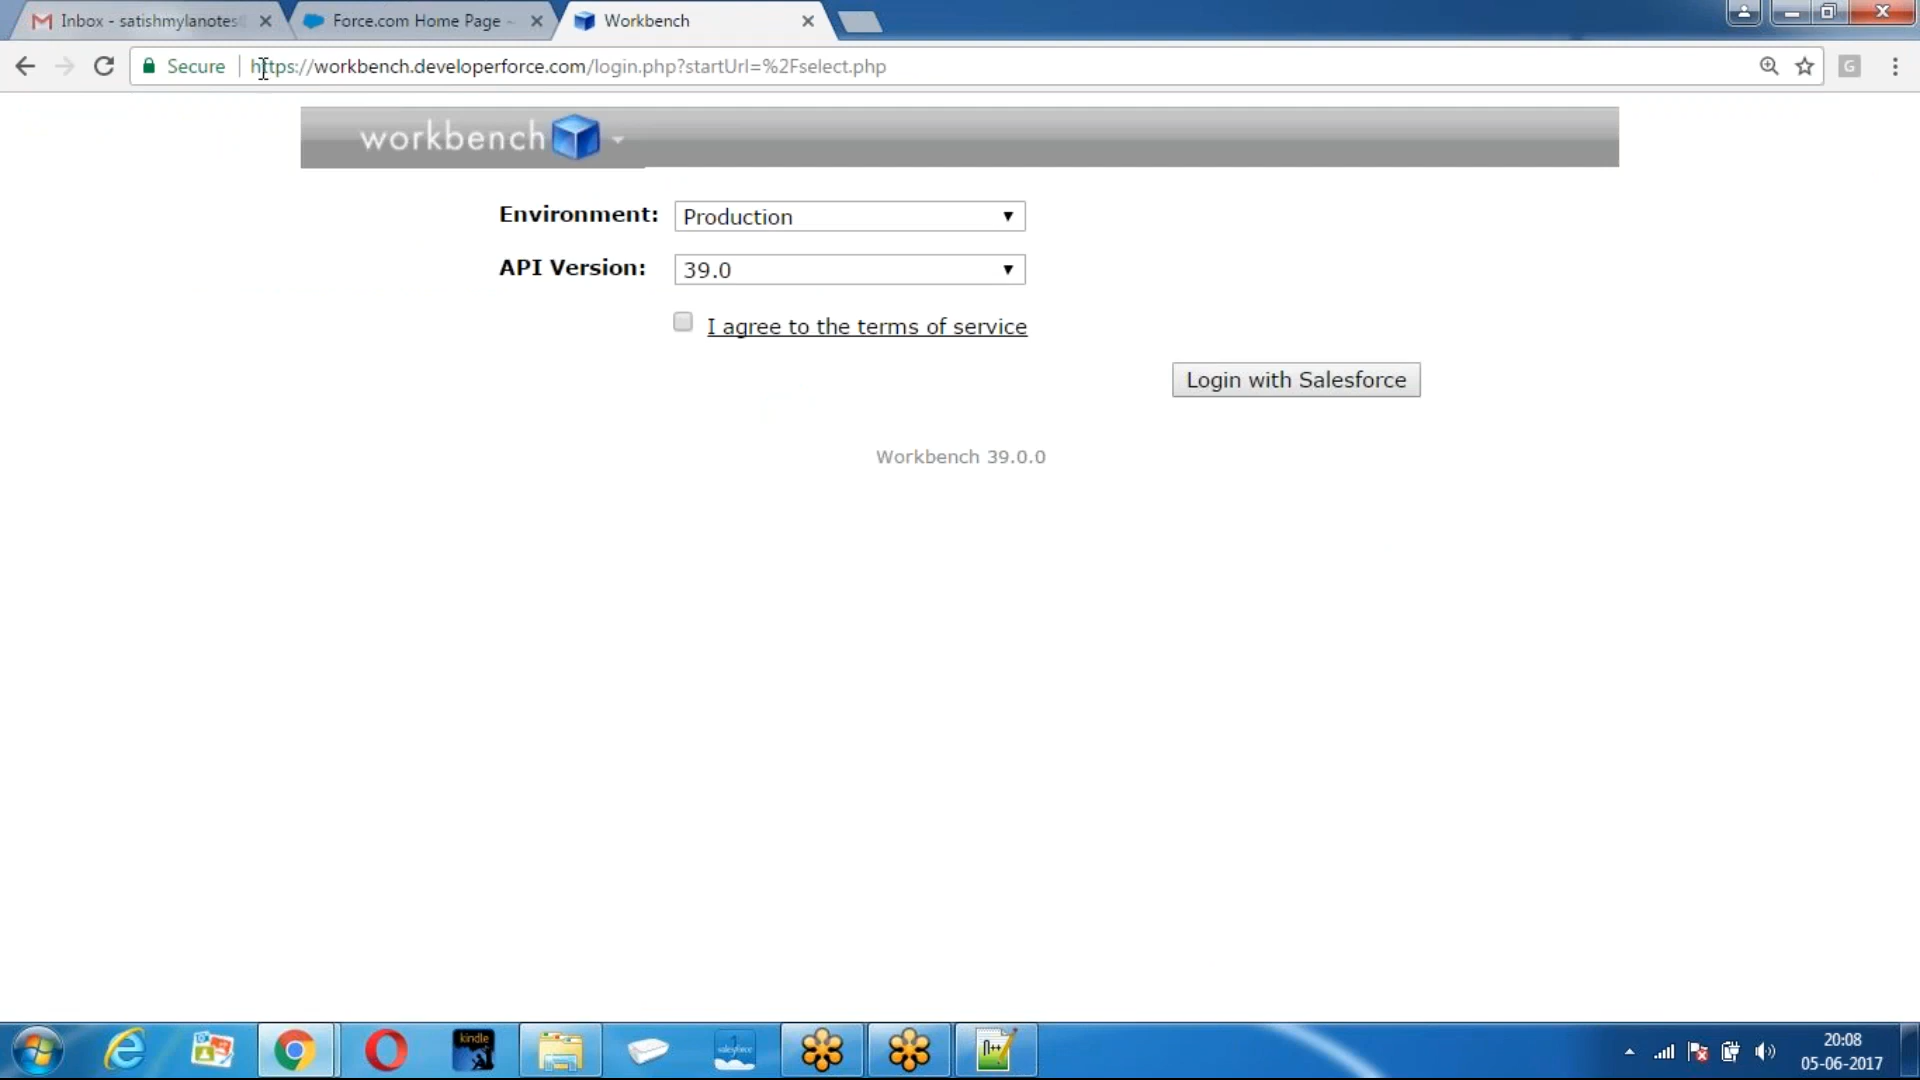 Inbox - satishmylanotes
Force.com Home Page ~
Workbench
Secure
https://workbench.developerforce.com/login.php?startUrl=%2Fselect.php
G
workbench
Environment:
Production
API Version:
39.0
I agree to the terms of service
Login with Salesforce
Workbench 39.0.0
kindle
salesforce
n++
20:08
05-06-2017